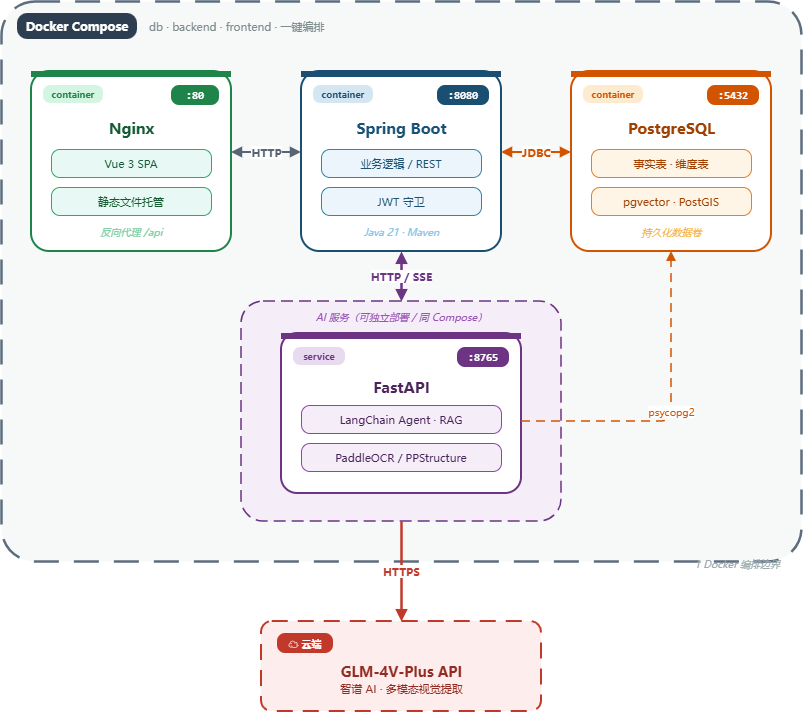 Docker Compose
db · backend · frontend · 一键编排
container
:80
Nginx
Vue 3 SPA
静态文件托管
反向代理 /api
HTTP
container
:8080
Spring Boot
业务逻辑 / REST
JWT 守卫
Java 21 · Maven
JDBC
container
:5432
PostgreSQL
事实表 · 维度表
pgvector · PostGIS
持久化数据卷
HTTP / SSE
AI 服务（可独立部署 / 同 Compose）
service
:8765
FastAPI
LangChain Agent · RAG
PaddleOCR / PPStructure
psycopg2
↑ Docker 编排边界
HTTPS
云端
GLM-4V-Plus API
智谱 AI · 多模态视觉提取